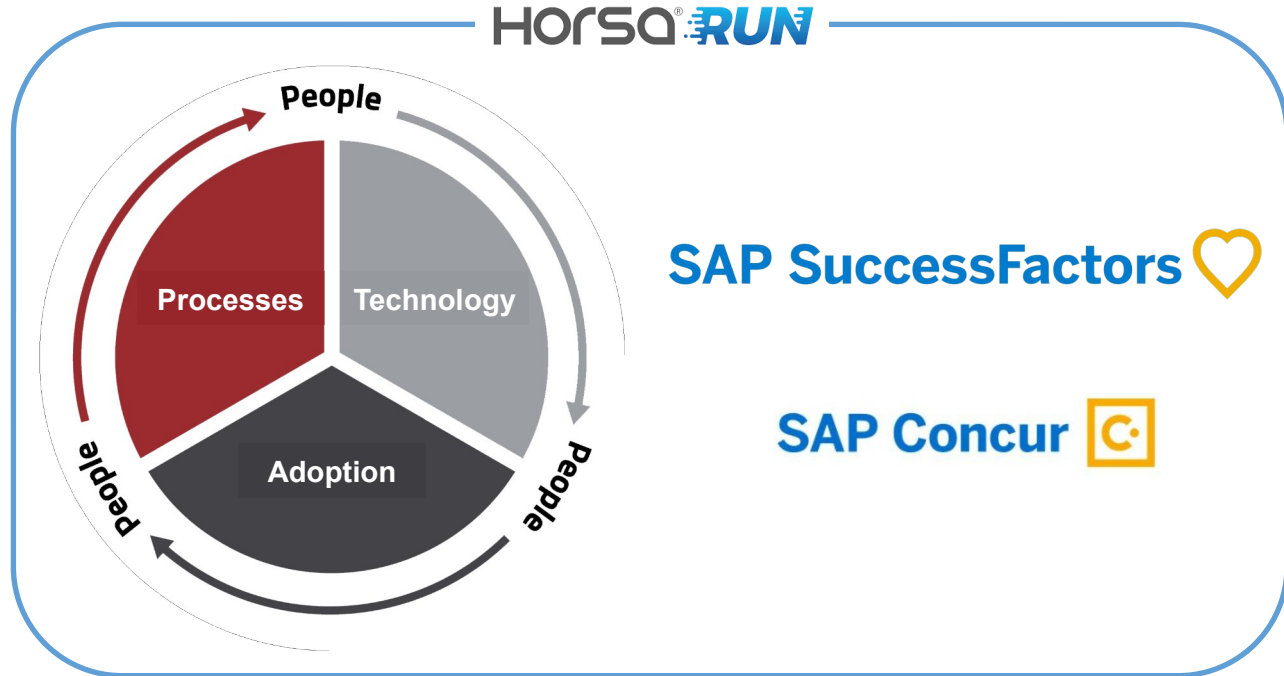 Horsa® RUN
People
Processes
Technology
Adoption
People
People
SAP SuccessFactors
SAP Concur C